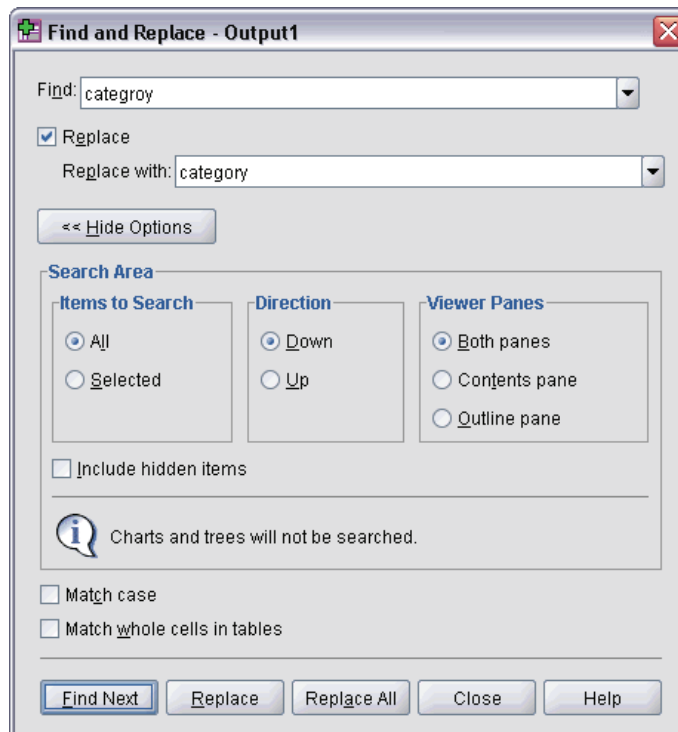 Find and Replace - Output1
Find: categroy
Replace
Replace with: category
<< Hide Options
Search Area
Items to Search Direction Viewer Panes
All Down Both panes
Selected Up Contents pane
Outline pane
Include hidden items
Charts and trees will not be searched.
Match case
Match whole cells in tables
Find Next Replace Replace All Close Help